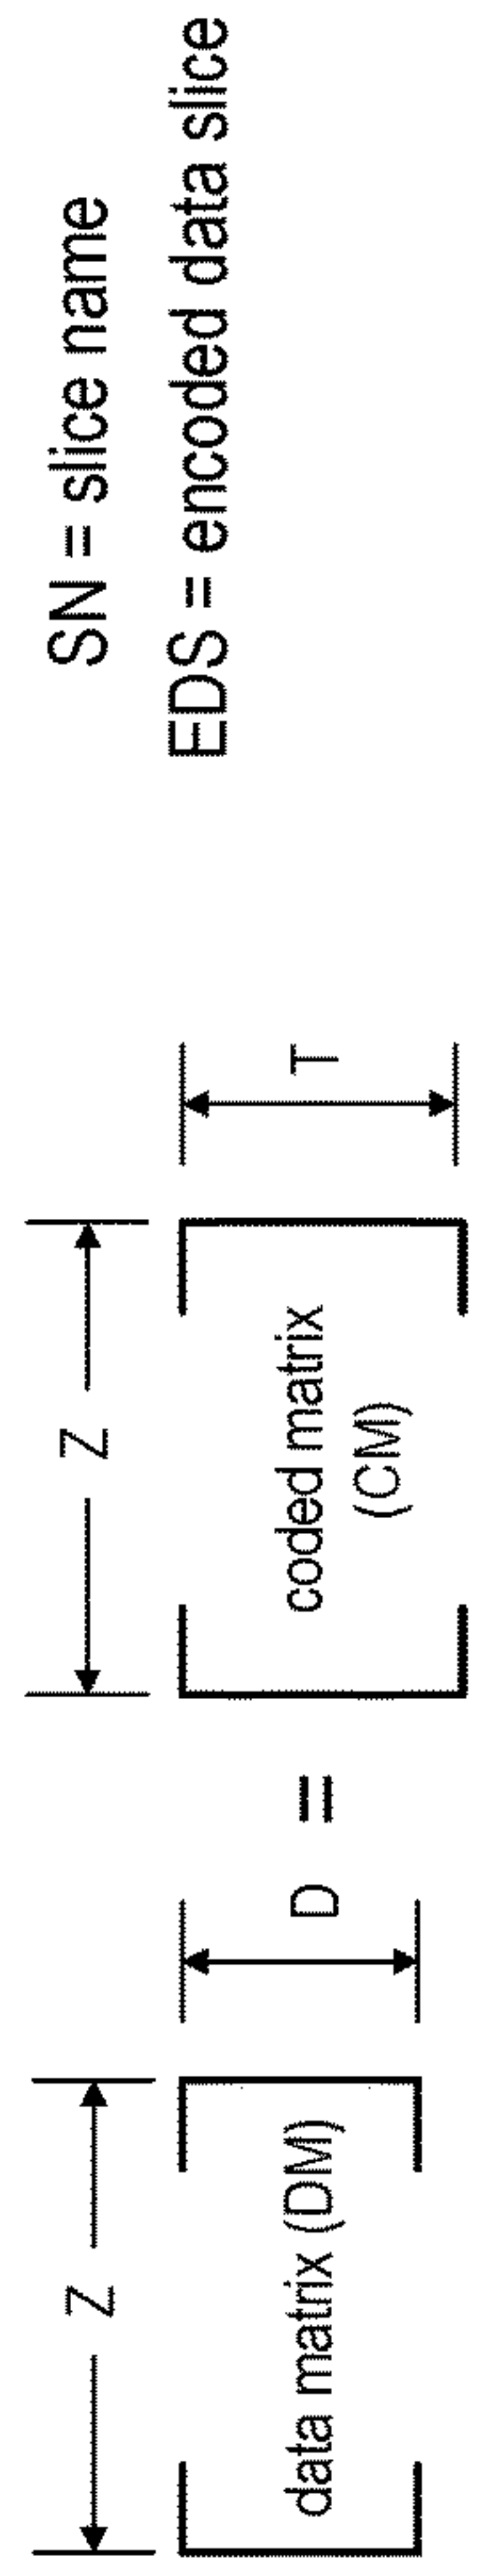 Z
data matrix (DM)
D
=
Z
coded matrix
(CM)
T
SN = slice name
EDS = encoded data slice